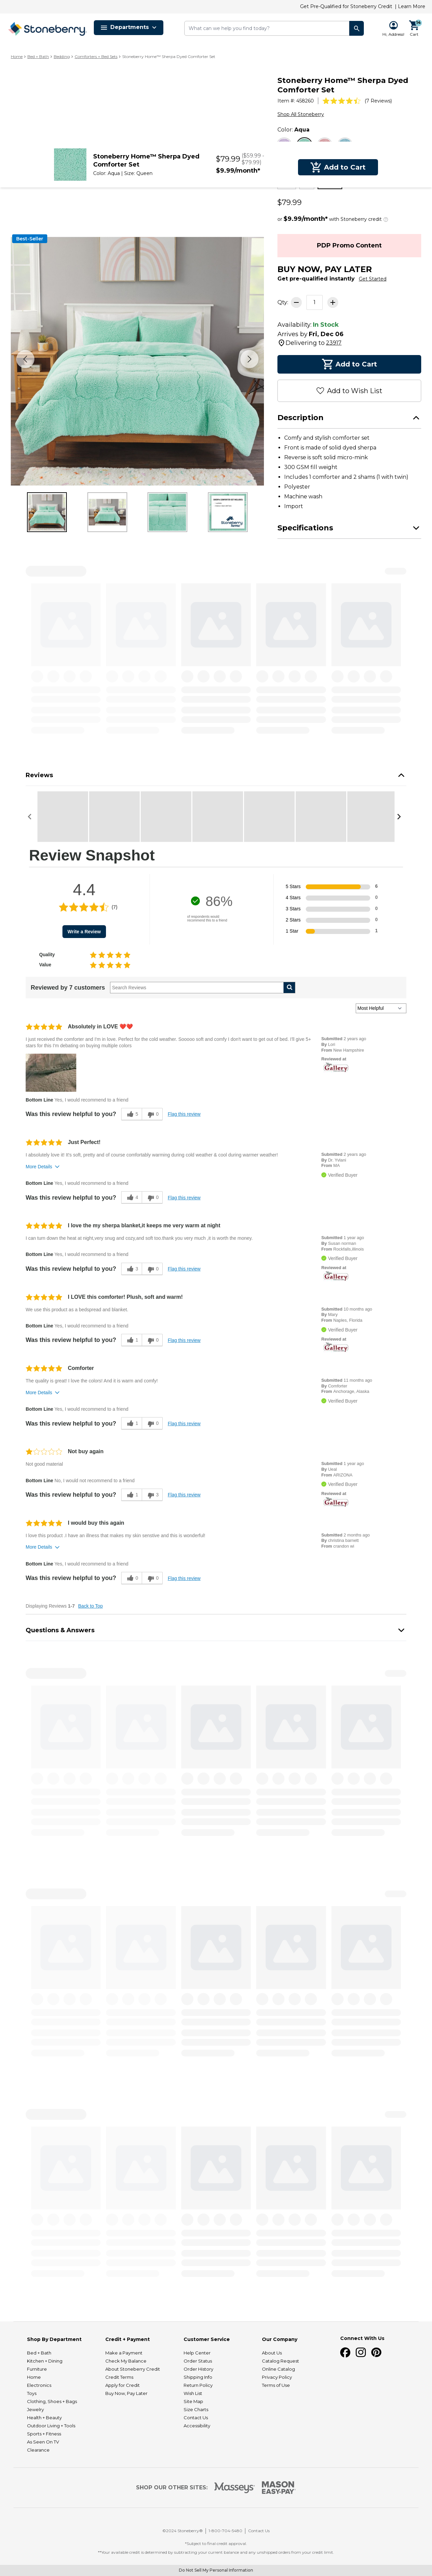 Get Pre-Qualified for Stoneberry Credit | Learn More
Stoneberry
Departments
What can we help you find today?
Hi. Address!
Cart
Home > Bed + Bath > Bedding > Comforters + Bed Sets > Stoneberry Home™ Sherpa Dyed Comforter Set
Stoneberry Home™ Sherpa Dyed Comforter Set
Item #: 458260
(7 Reviews)
Shop All Stoneberry
Color: Aqua
Stoneberry Home™ Sherpa Dyed Comforter Set
Color: Aqua | Size: Queen
$79.99 ($59.99 - $79.99)
$9.99/month*
Add to Cart
$79.99
or $9.99/month* with Stoneberry credit
Best-Seller
PDP Promo Content
BUY NOW, PAY LATER
Get pre-qualified instantly Get Started
Qty: 1
Availability: In Stock
Arrives by Fri, Dec 06
Delivering to 23917
Add to Cart
Add to Wish List
Description
• Comfy and stylish comforter set
• Front is made of solid dyed sherpa
• Reverse is soft solid micro-mink
• 300 GSM fill weight
• Includes 1 comforter and 2 shams (1 with twin)
• Polyester
• Machine wash
• Import
Specifications
Reviews
Review Snapshot
4.4
(7)
Write a Review
86%
of respondents would recommend this to a friend
5 Stars 6
4 Stars 0
3 Stars 0
2 Stars 0
1 Star 1
Quality
Value
Reviewed by 7 customers
Search Reviews
Most Helpful
Absolutely in LOVE ❤️❤️
I just received the comforter and I'm in love. Perfect for the cold weather. Sooooo soft and comfy I don't want to get out of bed. I'll give 5+ stars for this I'm debating on buying multiple colors
Bottom Line Yes, I would recommend to a friend
Was this review helpful to you? 6 0 Flag this review
Submitted 2 years ago
By Lori
From New Hampshire
Reviewed at
Gallery
Just Perfect!
I absolutely love it! It's soft, pretty and of course comfortably warming during cold weather & cool during warmer weather!
More Details
Bottom Line Yes, I would recommend to a friend
Was this review helpful to you? 4 0 Flag this review
Submitted 2 years ago
By Dr. YVem
From MA
Verified Buyer
I love the my sherpa blanket,it keeps me very warm at night
I can turn down the heat at night,very snug and cozy,and soft too.thank you very much ,it is worth the money.
Bottom Line Yes, I would recommend to a friend
Was this review helpful to you? 3 0 Flag this review
Submitted 1 year ago
By Susan recman
From Rockfalls,Illinois
Verified Buyer
Reviewed at
Gallery
I LOVE this comforter! Plush, soft and warm!
We use this product as a bedspread and blanket.
Bottom Line Yes, I would recommend to a friend
Was this review helpful to you? 1 0 Flag this review
Submitted 10 months ago
By Mary
From Naples, Florida
Verified Buyer
Reviewed at
Gallery
Comforter
The quality is great! I love the colors! And it is warm and comfy!
More Details
Bottom Line Yes, I would recommend to a friend
Was this review helpful to you? 1 0 Flag this review
Submitted 11 months ago
By Comforter
From Anchorage, Alaska
Verified Buyer
Not buy again
Not good material
Bottom Line No, I would not recommend to a friend
Was this review helpful to you? 1 3 Flag this review
Submitted 1 year ago
By Ukal
From ARIZONA
Verified Buyer
Reviewed at
Gallery
I would buy this again
I love this product .I have an illness that makes my skin sensitive and this is wonderful!
More Details
Bottom Line Yes, I would recommend to a friend
Was this review helpful to you? 0 0 Flag this review
Submitted 2 months ago
By christina barnett
From crandon wi
Displaying Reviews 1-7 Back to Top
Questions & Answers
Shop By Department
Bed + Bath
Kitchen + Dining
Furniture
Home
Electronics
Toys
Clothing, Shoes + Bags
Jewelry
Health + Beauty
Outdoor Living + Tools
Sports + Fitness
As Seen On TV
Clearance
Credit + Payment
Make a Payment
Check My Balance
About Stoneberry Credit
Credit Terms
Apply for Credit
Buy Now, Pay Later
Customer Service
Help Center
Order Status
Order History
Shipping Info
Return Policy
Wish List
Site Map
Size Charts
Contact Us
Accessibility
Our Company
About Us
Catalog Request
Online Catalog
Privacy Policy
Terms of Use
Connect With Us
SHOP OUR OTHER SITES: Masseys MASON EASY-PAY
©2024 Stoneberry® | 1-800-704-5480 | Contact Us
*Subject to final credit approval
**Your available credit is determined by subtracting your current balance and any unshipped orders from your credit limit
Do Not Sell My Personal Information